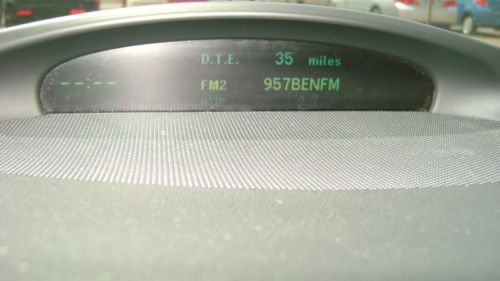 D.T.E. 35 miles
--:-- FM2 957BENFM